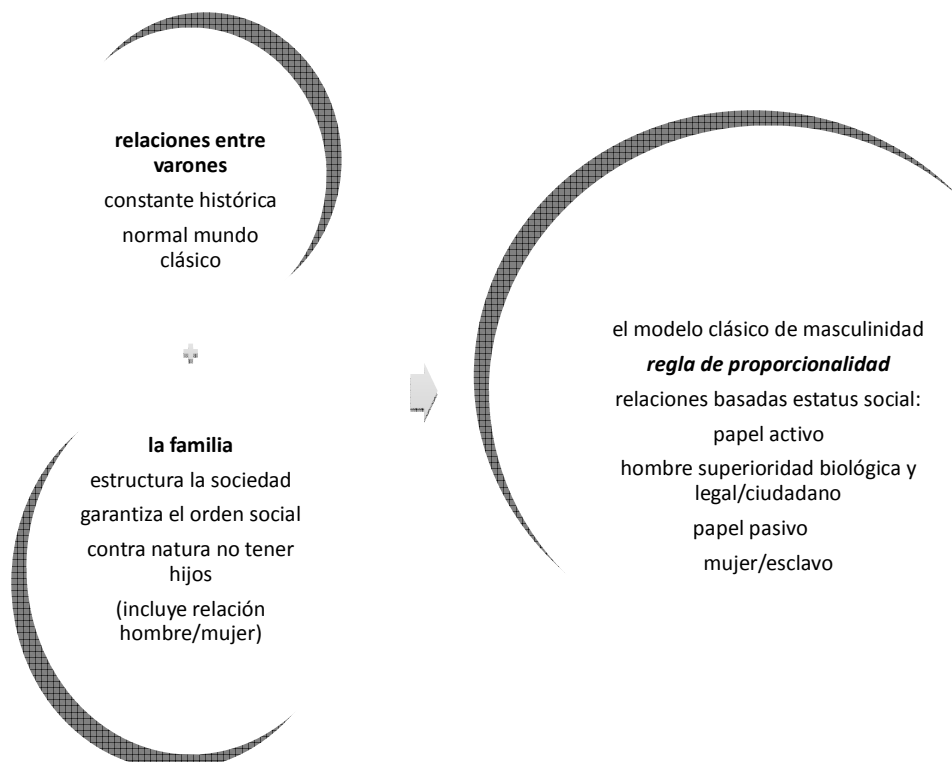 relaciones entre
varones
constante histórica
normal mundo
clásico
la familia
estructura la sociedad
garantiza el orden social
contra natura no tener
hijos
(incluye relación
hombre/mujer)
el modelo clásico de masculinidad
regla de proporcionalidad
relaciones basadas estatus social:
papel activo
hombre superioridad biológica y
legal/ciudadano
papel pasivo
mujer/esclavo